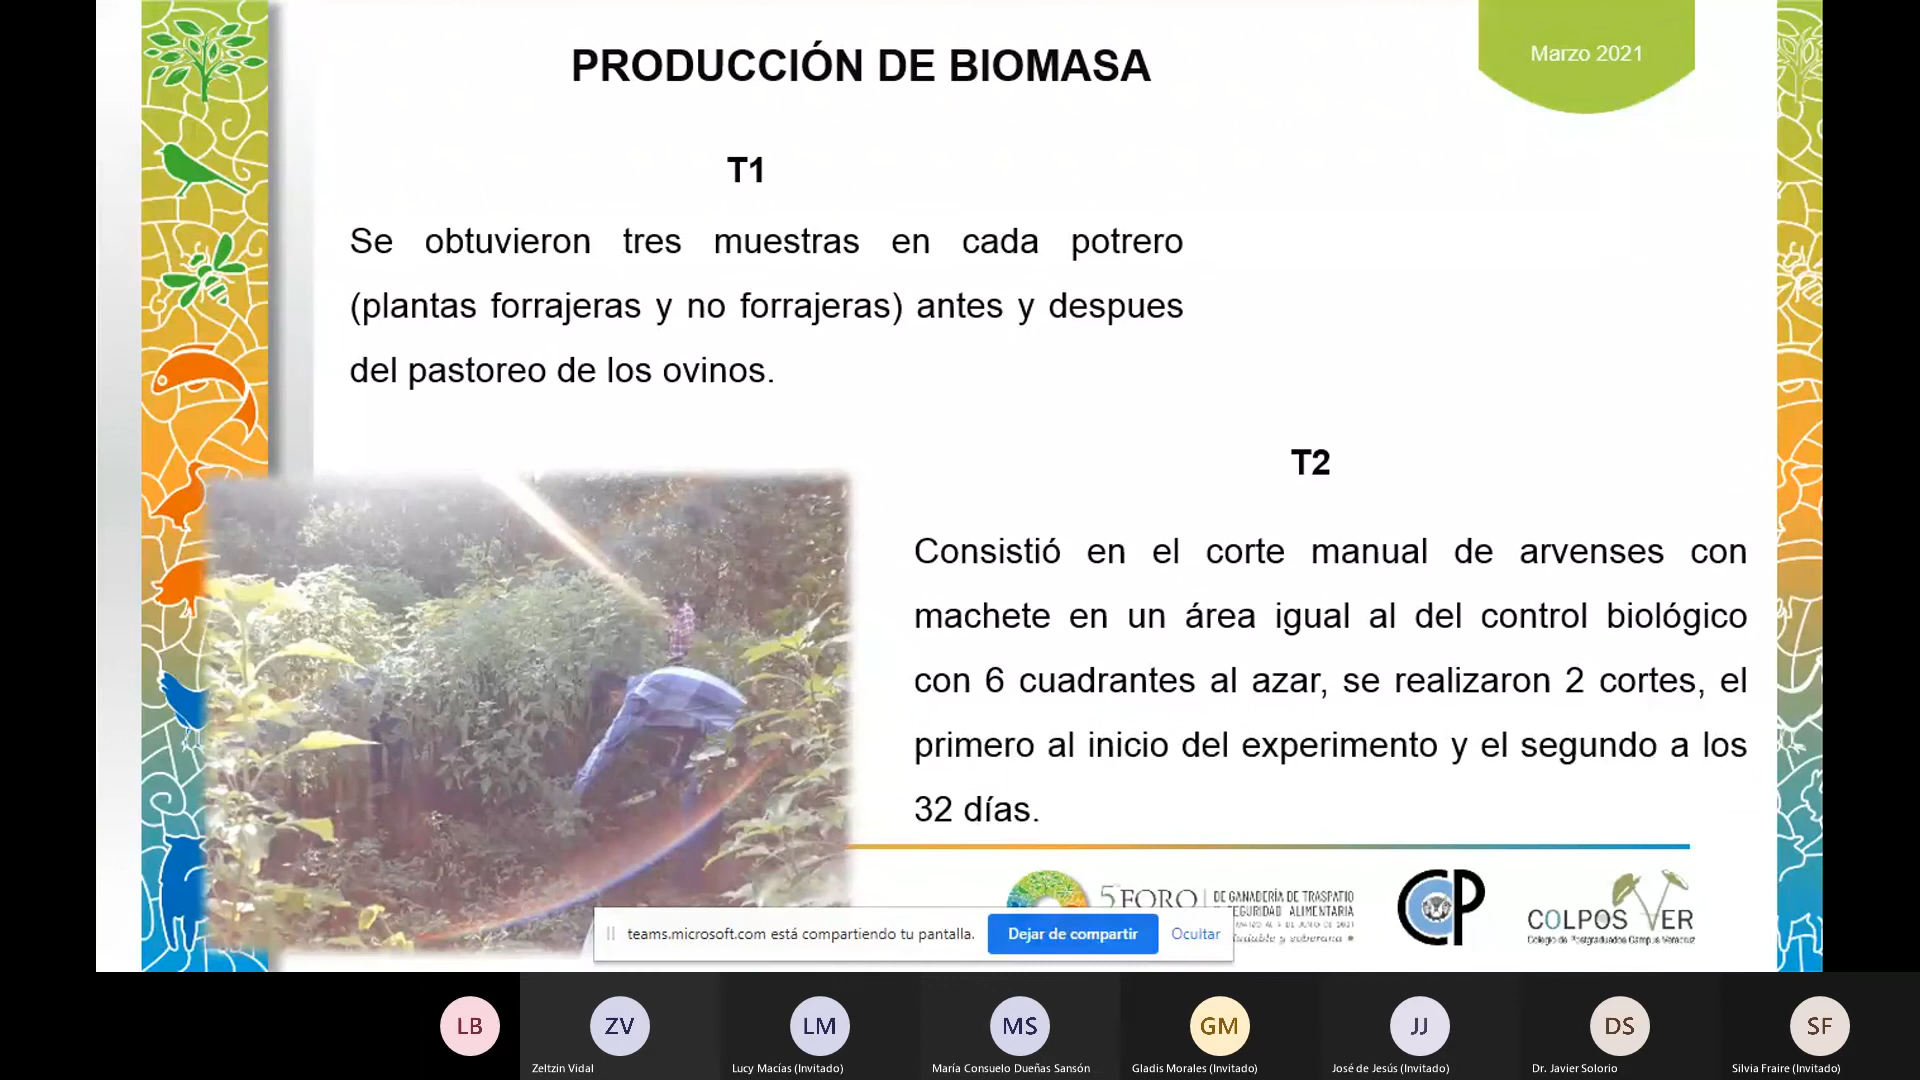 PRODUCCIÓN DE BIOMASA
Marzo 2021
T1
Se obtuvieron tres muestras en cada potrero
(plantas forrajeras y no forrajeras) antes y despues
del pastoreo de los ovinos.
T2
Consistió en el corte manual de arvenses con
machete en un área igual al del control biológico
con 6 cuadrantes al azar, se realizaron 2 cortes, el
primero al inicio del experimento y el segundo a los
32 días.
5 FORO
DE GANADERÍA DE TRASPATIO
SEGURIDAD ALIMENTARIA
CP
COLPOS VER
Colegio de Postgraduados Campus Veracruz
teams.microsoft.com está compartiendo tu pantalla.
Dejar de compartir
Ocultar
LB
ZV
LM
MS
GM
JJ
DS
SF
Zeltzin Vidal
Lucy Macías (Invitado)
María Consuelo Dueñas Sansón
Gladis Morales (Invitado)
José de Jesús (Invitado)
Dr. Javier Solorio
Silvia Fraire (Invitado)